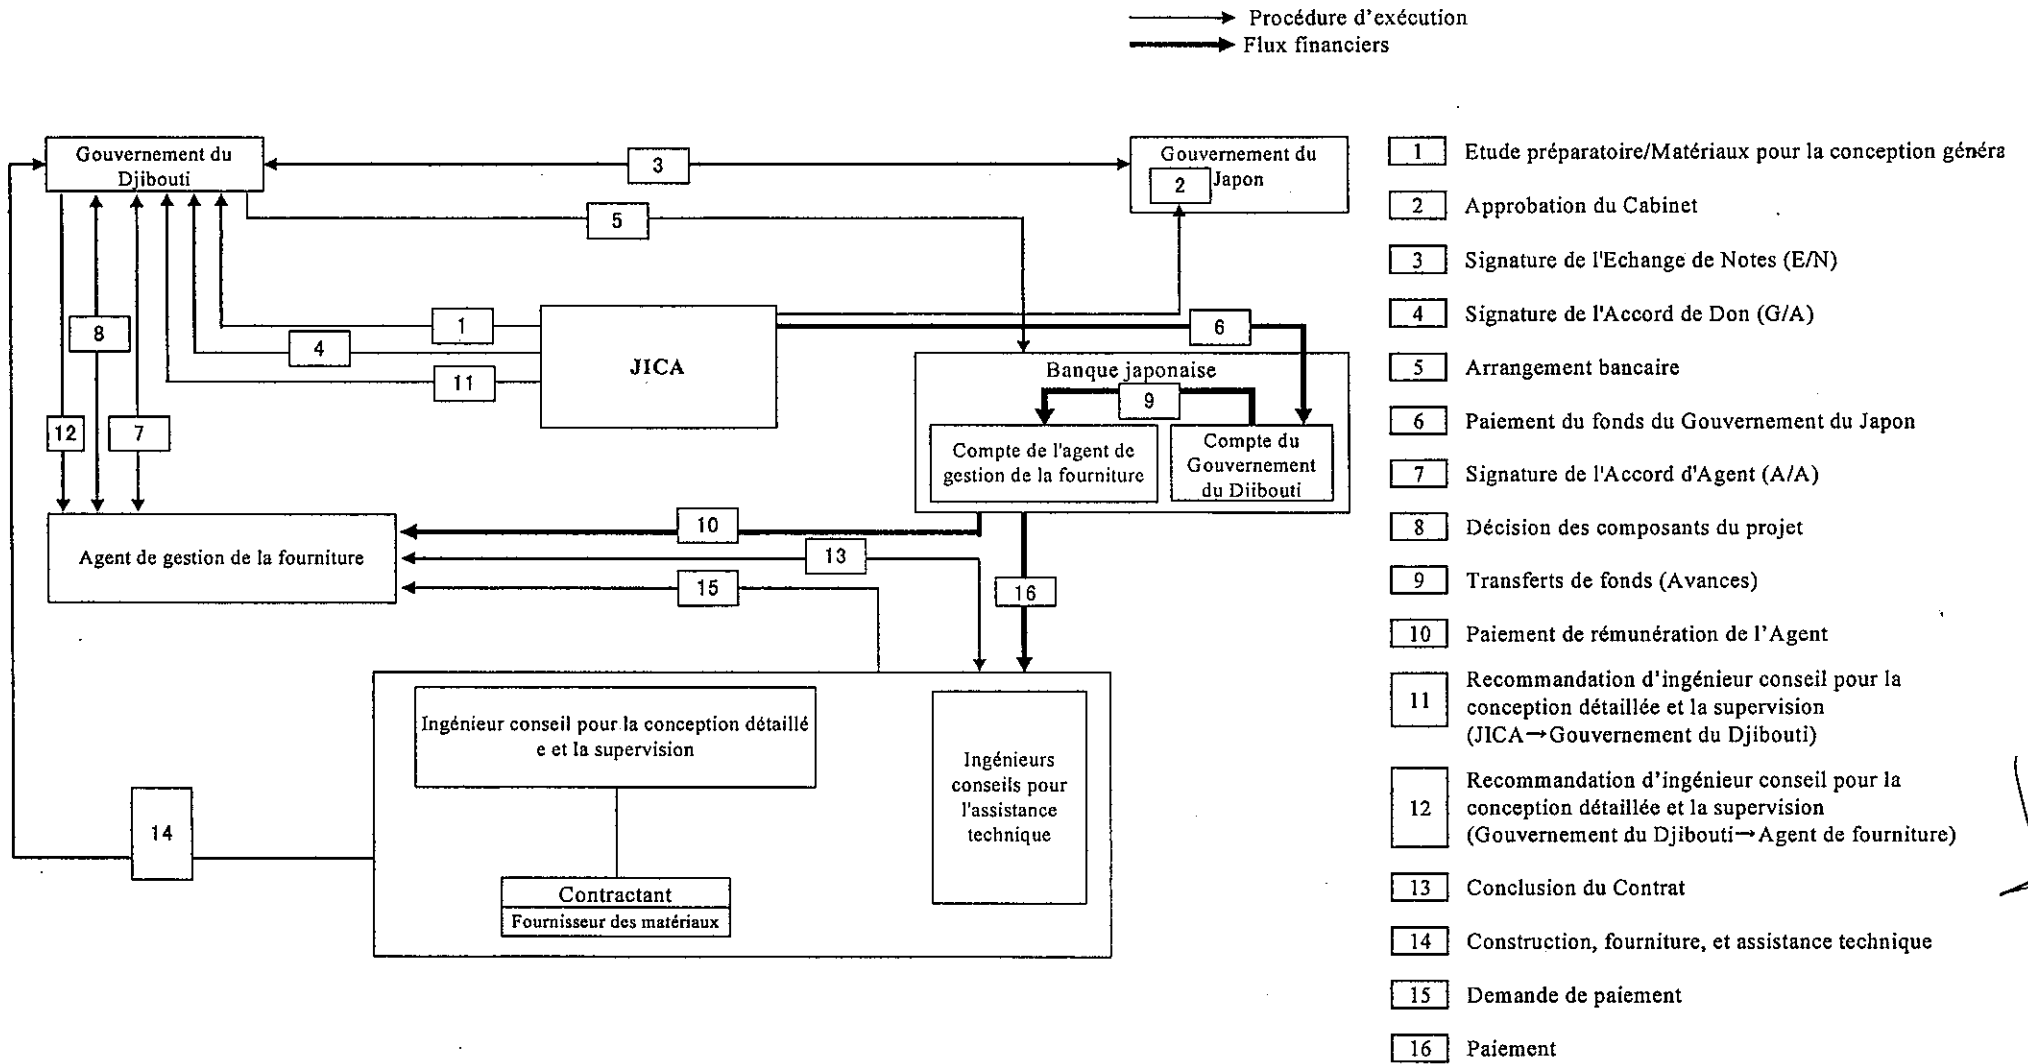 Procédure d'exécution
Flux financiers
Gouvernement du
Djibouti
3
Gouvernement du
Japon
2
5
1
4
11
JICA
6
8
12
7
Banque japonaise
9
Compte de l'agent de
gestion de la fourniture
Compte du
Gouvernement
du Diibouti
Agent de gestion de la fourniture
10
13
15
16
Ingénieur conseil pour la conception détaillé
e et la supervision
Ingénieurs
conseils pour
l'assistance
technique
Contractant
Fournisseur des matériaux
14
1 Etude préparatoire/Matériaux pour la conception généra
2 Approbation du Cabinet
3 Signature de l'Echange de Notes (E/N)
4 Signature de l'Accord de Don (G/A)
5 Arrangement bancaire
6 Paiement du fonds du Gouvernement du Japon
7 Signature de l'Accord d'Agent (A/A)
8 Décision des composants du projet
9 Transferts de fonds (Avances)
10 Paiement de rémunération de l'Agent
11 Recommandation d'ingénieur conseil pour la
conception détaillée et la supervision
(JICA→Gouvernement du Djibouti)
12 Recommandation d'ingénieur conseil pour la
conception détaillée et la supervision
(Gouvernement du Djibouti→Agent de fourniture)
13 Conclusion du Contrat
14 Construction, fourniture, et assistance technique
15 Demande de paiement
16 Paiement